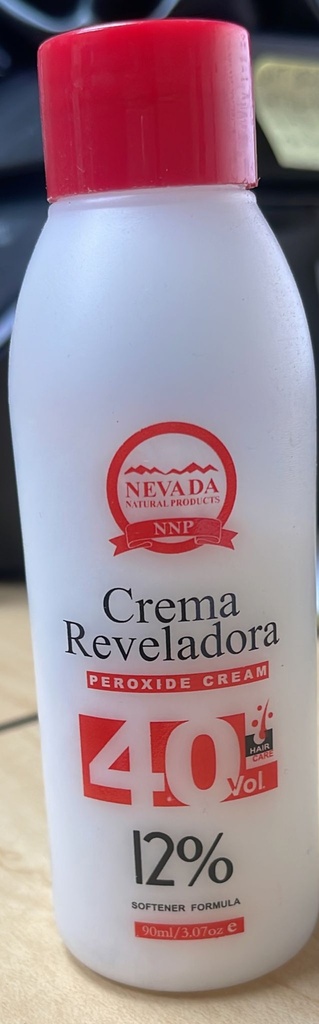 NEVADA
NATURAL PRODUCTS
NNP
Crema
Reveladora
PEROXIDE CREAM
40
Vol.
HAIR
CARE
12%
SOFTENER FORMULA
90ml/3.07oz e